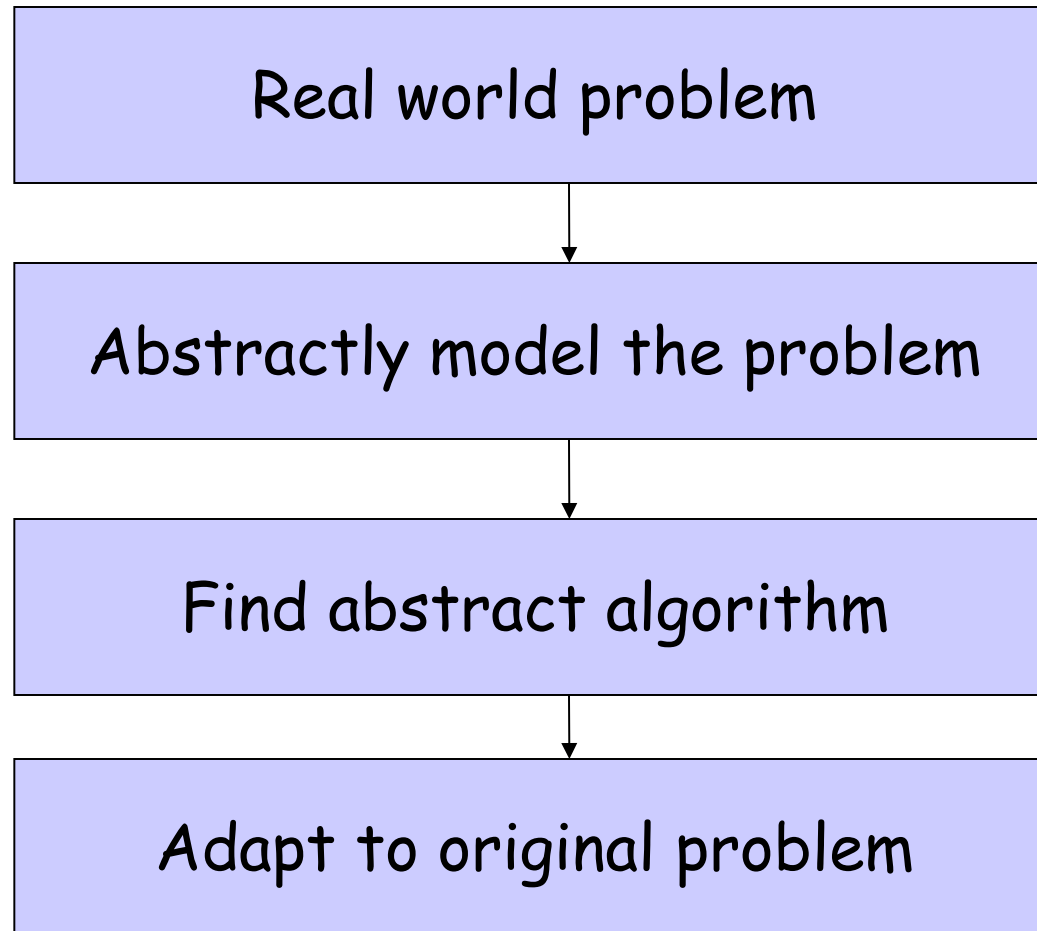 Real world problem
Abstractly model the problem
Find abstract algorithm
Adapt to original problem